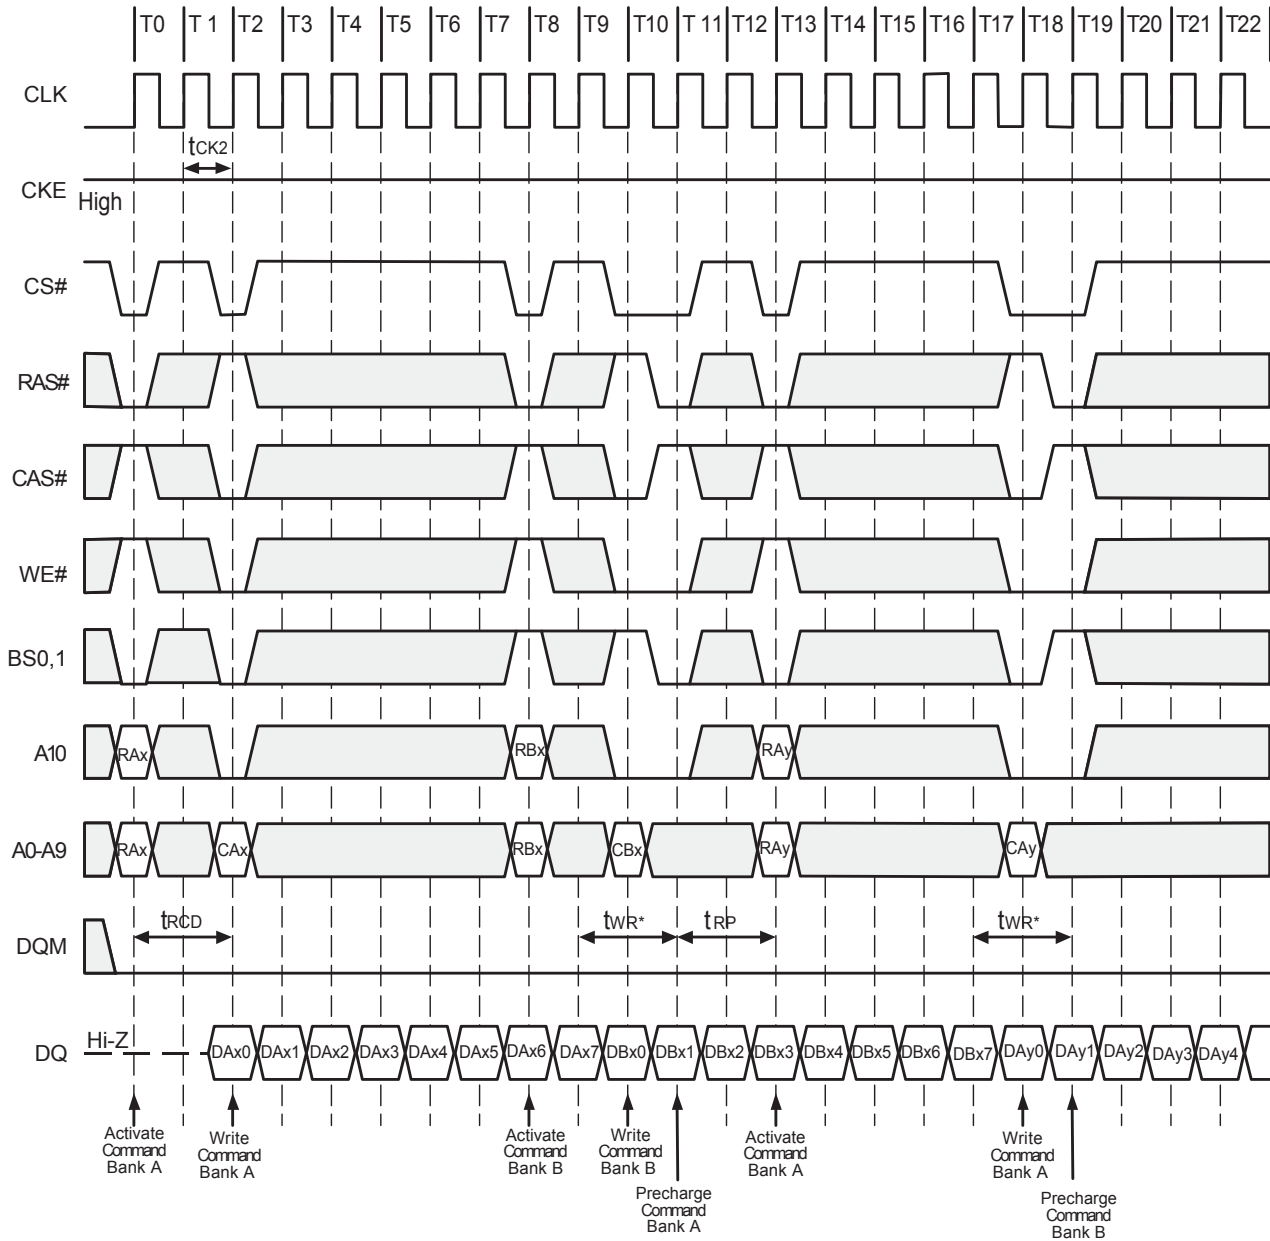 T0 T 1 T2 T3 T4 T5 T6 T7 T8 T9 T10 T 11 T12 T13 T14 T15 T16 T17 T18 T19 T20 T21 T22
CLK
tCK2
CKE
High
CS#
RAS#
CAS#
WE#
BS0,1
A10 RAx RBx RAy
A0-A9 RAx CAx RBx CBx RAy CAy
tRCD tWR* tRP tWR*
DQM
Hi-Z
DQ DAx0 DAx1 DAx2 DAx3 DAx4 DAx5 DAx6 DAx7 DBx0 DBx1 DBx2 DBx3 DBx4 DBx5 DBx6 DBx7 DAy0 DAy1 DAy2 DAy3 DAy4
Activate
Command
Bank A
Write
Command
Bank A
Activate
Command
Bank B
Write
Command
Bank B
Precharge
Command
Bank A
Activate
Command
Bank A
Write
Command
Bank A
Precharge
Command
Bank B